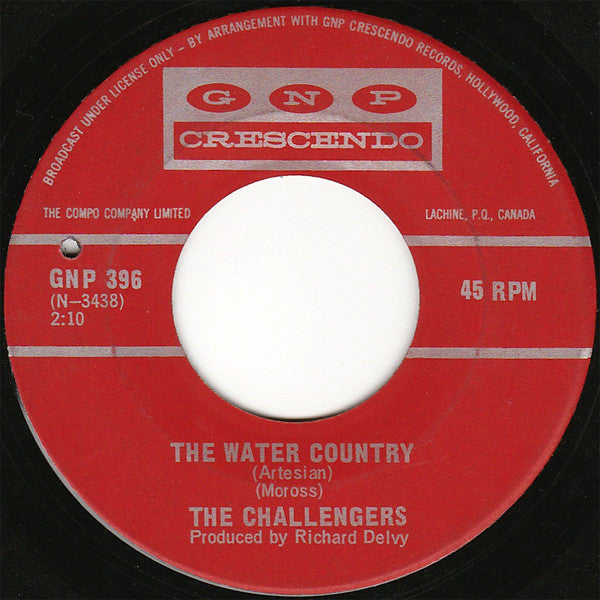 BROADCAST UNDER LICENSE ONLY – BY ARRANGEMENT WITH GNP CRESCENDO RECORDS, HOLLYWOOD, CALIFORNIA
G N P
CRESCENDO
THE COMPO COMPANY LIMITED
LACHINE, P.Q., CANADA
GNP 396
(N–3438)
2:10
45 RPM
THE WATER COUNTRY
(Artesian)
(Moross)
THE CHALLENGERS
Produced by Richard Delvy